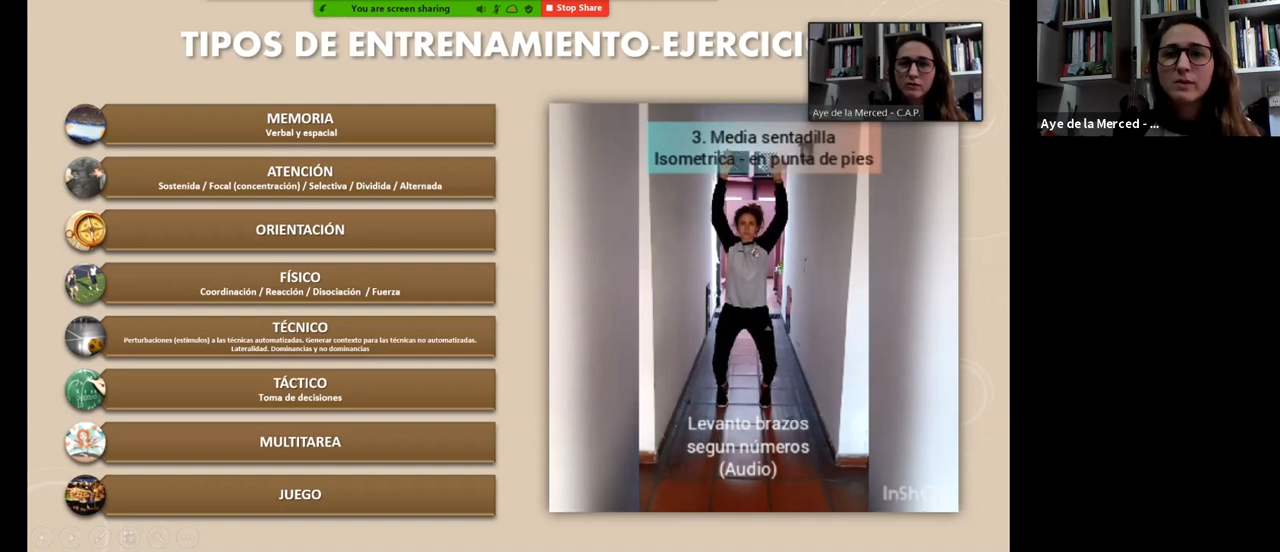 You are screen sharing
Stop Share
TIPOS DE ENTRENAMIENTO-EJERCICI
Aye de la Merced - C.A.P.
Aye de la Merced - ...
MEMORIA
Verbal y espacial
ATENCIÓN
Sostenida / Focal (concentración) / Selectiva / Dividida / Alternada
ORIENTACIÓN
FÍSICO
Coordinación / Reacción / Disociación / Fuerza
TÉCNICO
Perturbaciones (estímulos) a las técnicas automatizadas. Generar contexto para las técnicas no automatizadas.
Lateralidad. Dominancias y no dominancias
TÁCTICO
Toma de decisiones
MULTITAREA
JUEGO
3. Media sentadilla
Isometrica - en punta de pies
Levanto brazos
segun números
(Audio)